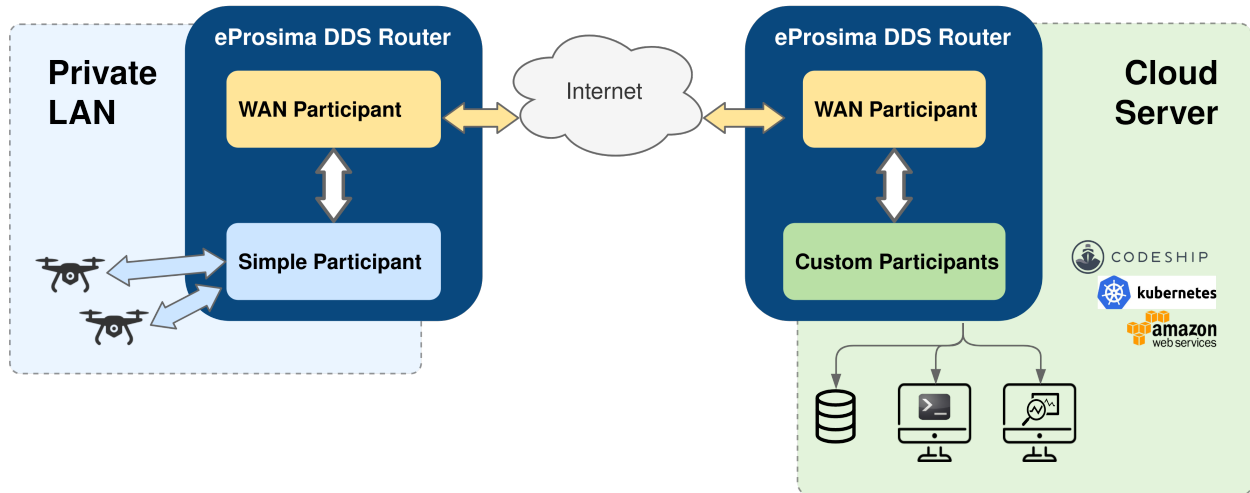 eProsima DDS Router
Private
LAN
WAN Participant
Simple Participant
Internet
eProsima DDS Router
WAN Participant
Custom Participants
Cloud
Server
CODESHIP
kubernetes
amazon
web services
>_